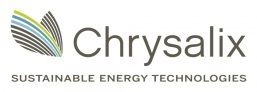 Chrysalix
SUSTAINABLE ENERGY TECHNOLOGIES